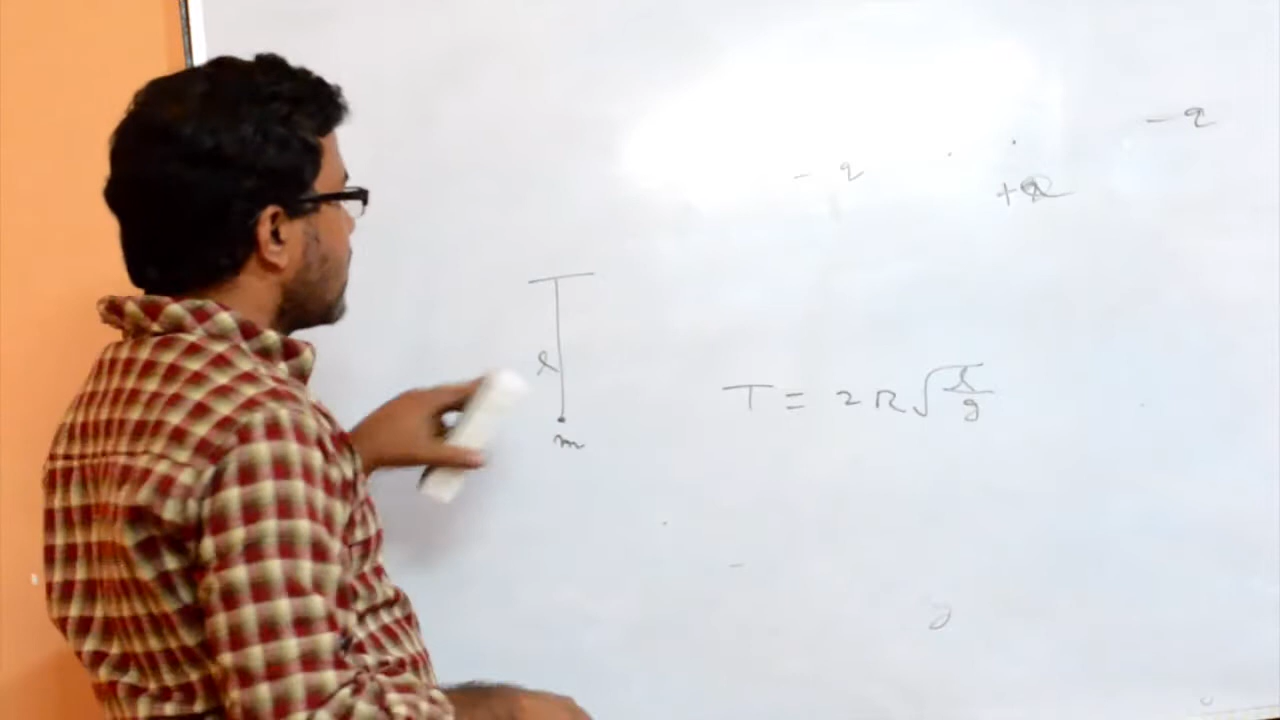 - q
- q
+Q
l
T = 2π√(l/g)
m